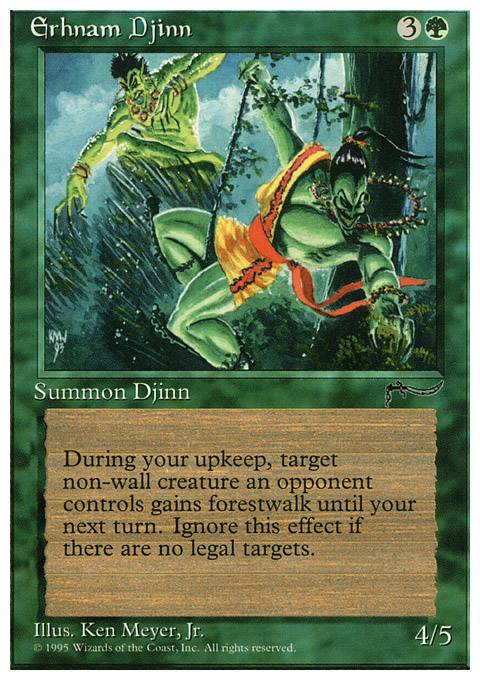 Erhnam Djinn 3
Summon Djinn
During your upkeep, target
non-wall creature an opponent
controls gains forestwalk until your
next turn. Ignore this effect if
there are no legal targets.
Illus. Ken Meyer, Jr.
4/5
© 1995 Wizards of the Coast, Inc. All rights reserved.